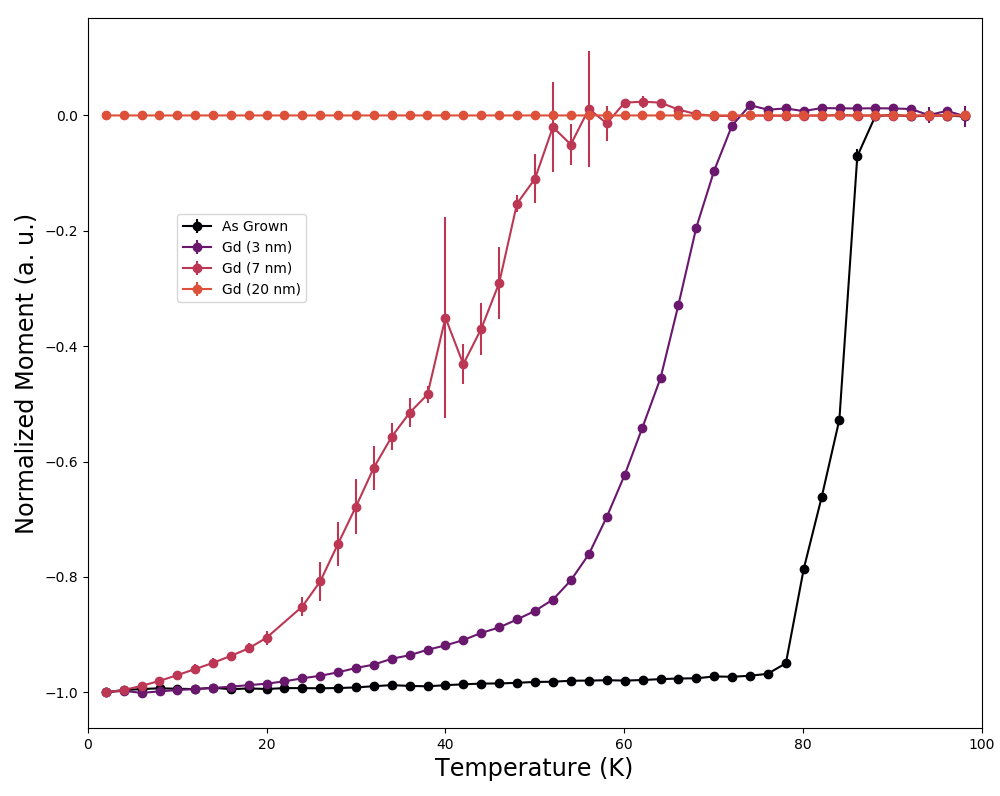 Normalized Moment (a. u.)
0.0
−0.2
−0.4
−0.6
−0.8
−1.0
As Grown
Gd (3 nm)
Gd (7 nm)
Gd (20 nm)
0 20 40 60 80 100
Temperature (K)